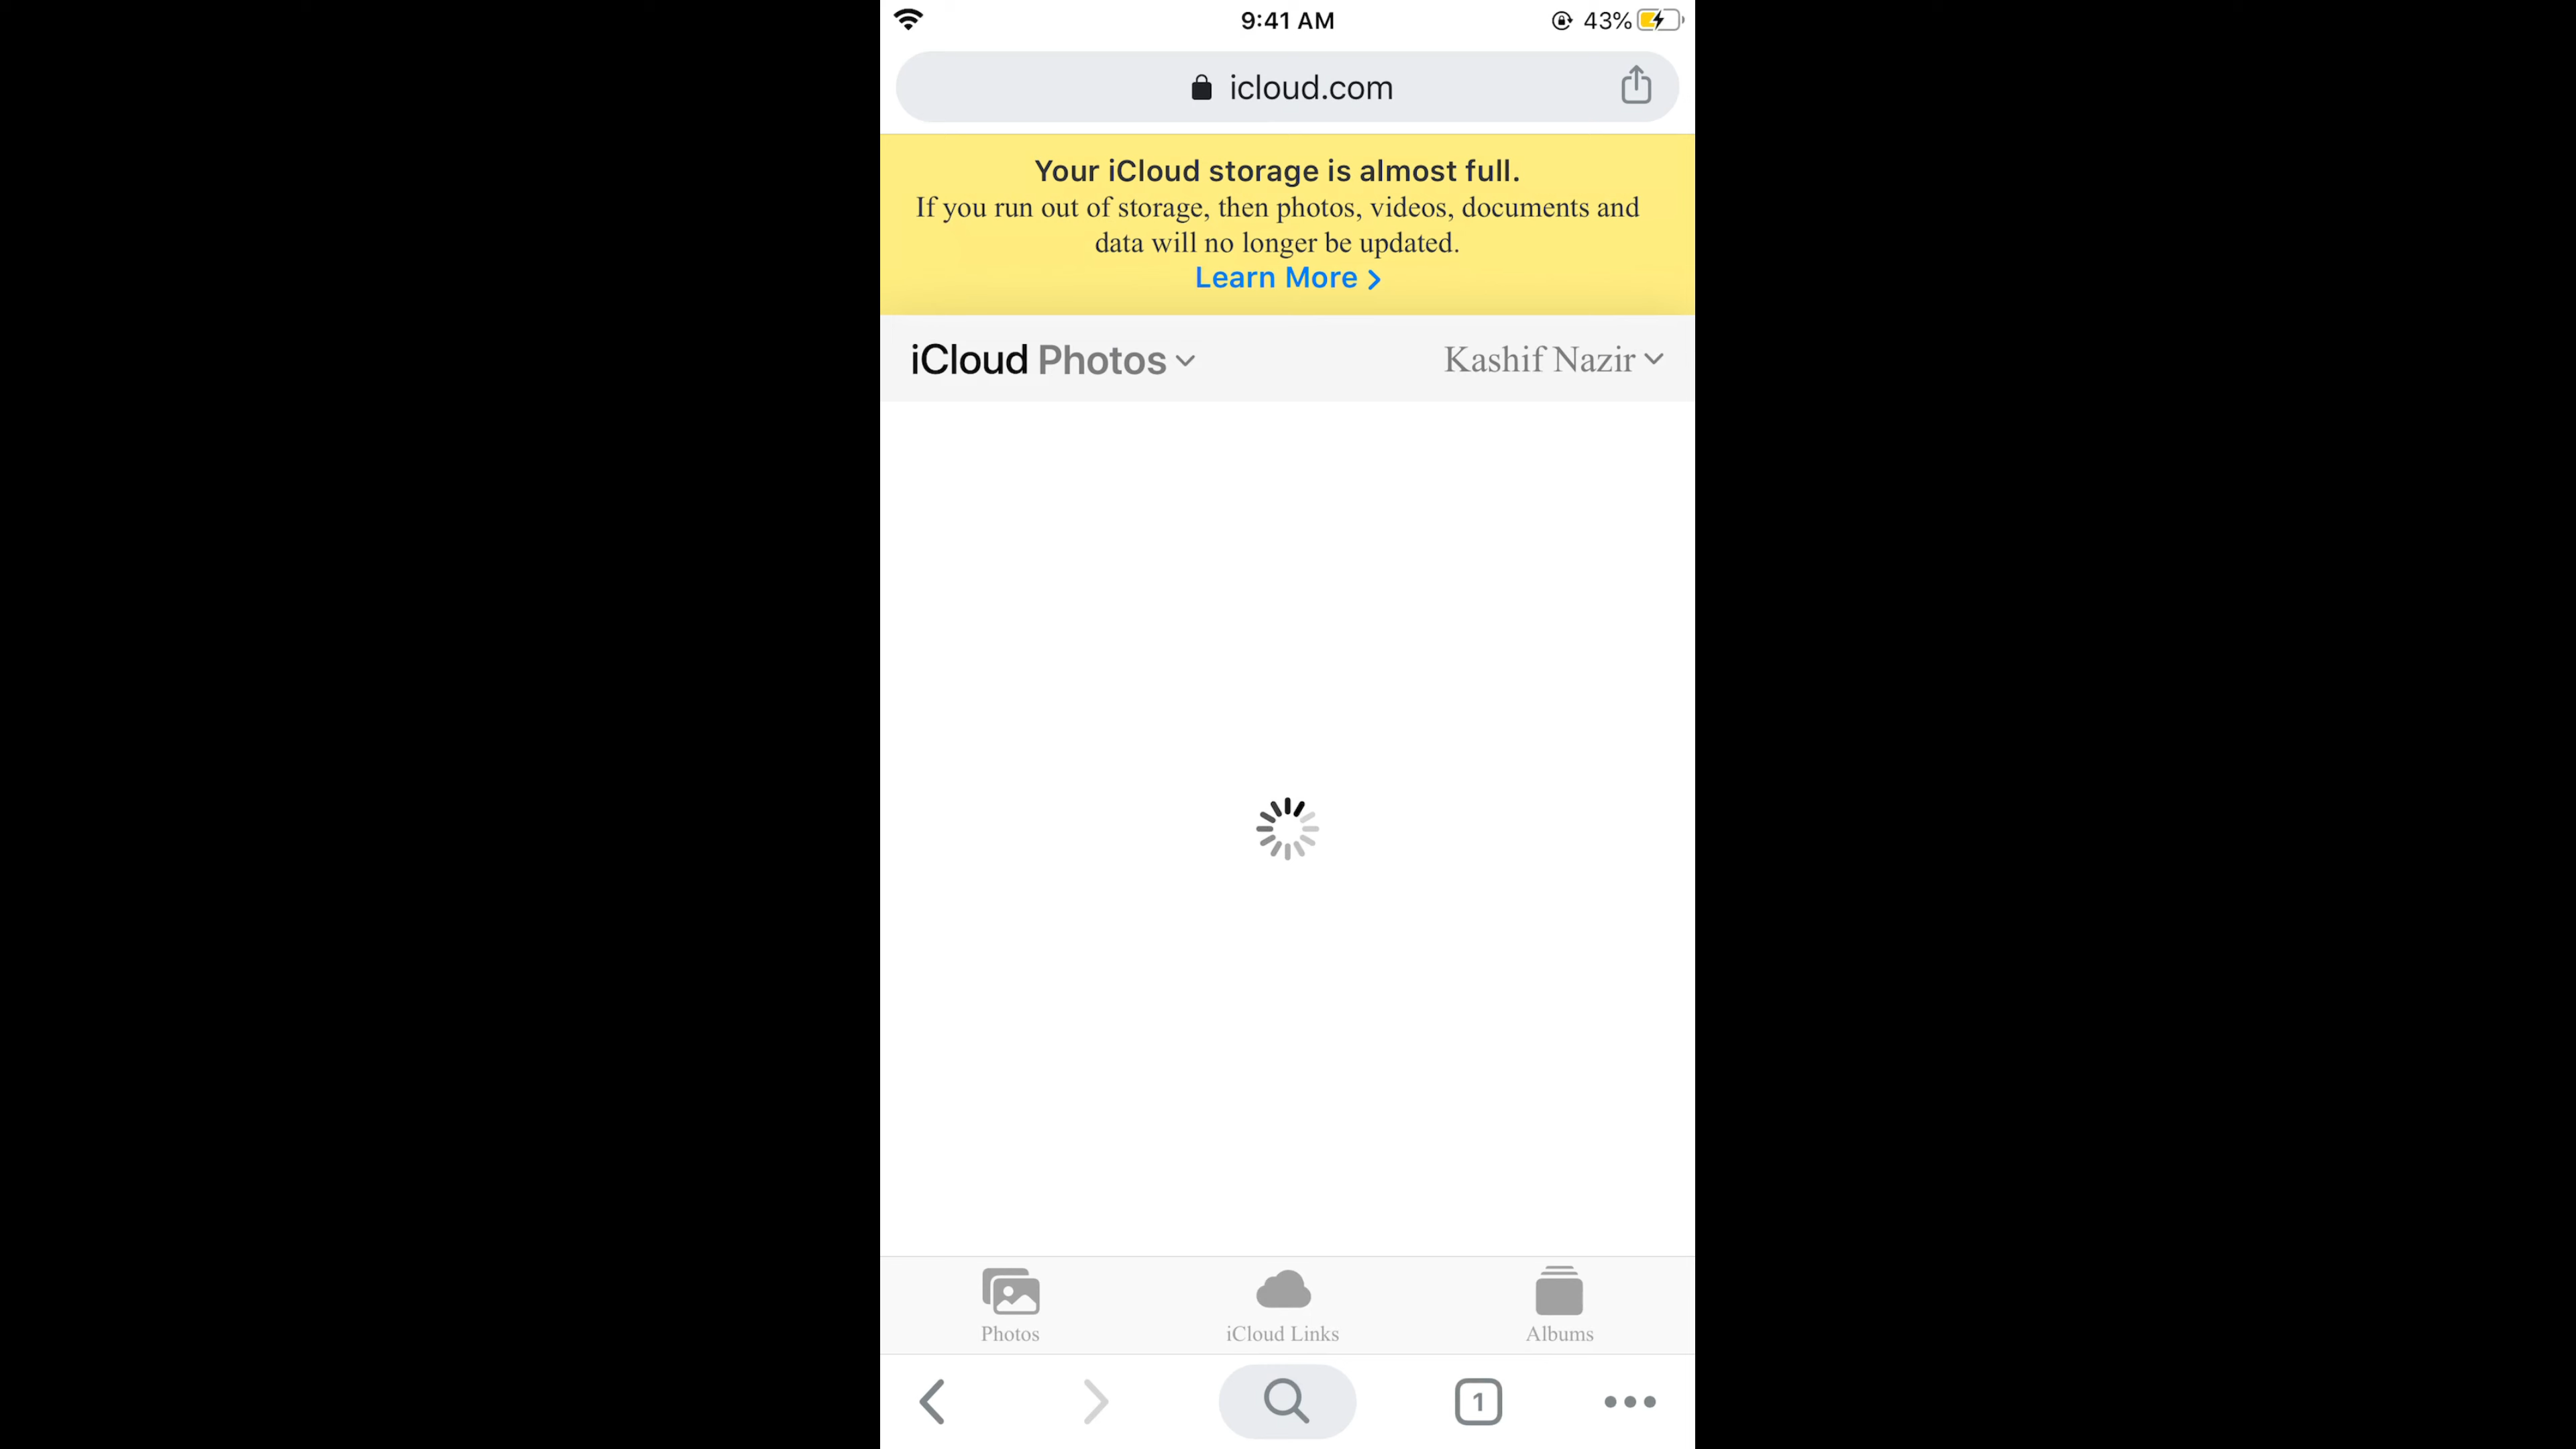 9:41 AM
43%
icloud.com
Your iCloud storage is almost full.
If you run out of storage, then photos, videos, documents and
data will no longer be updated.
Learn More
iCloud Photos
Kashif Nazir
Photos
iCloud Links
Albums
1